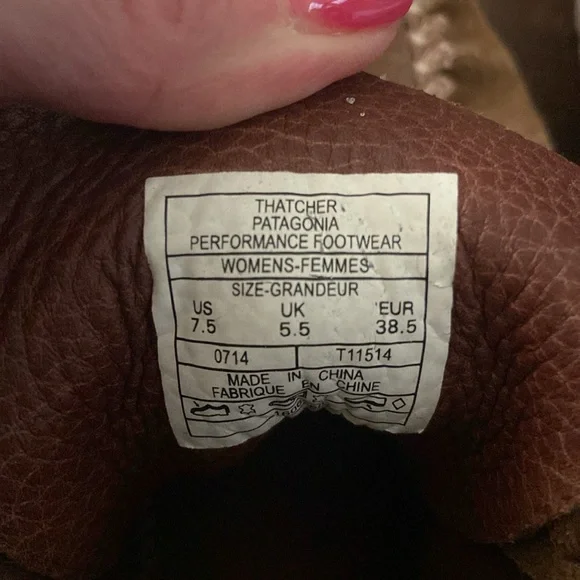 THATCHER
PATAGONIA
PERFORMANCE FOOTWEAR
WOMENS-FEMMES
SIZE-GRANDEUR
US UK EUR
7.5 5.5 38.5
0714 T11514
MADE IN CHINA
FABRIQUE EN CHINE